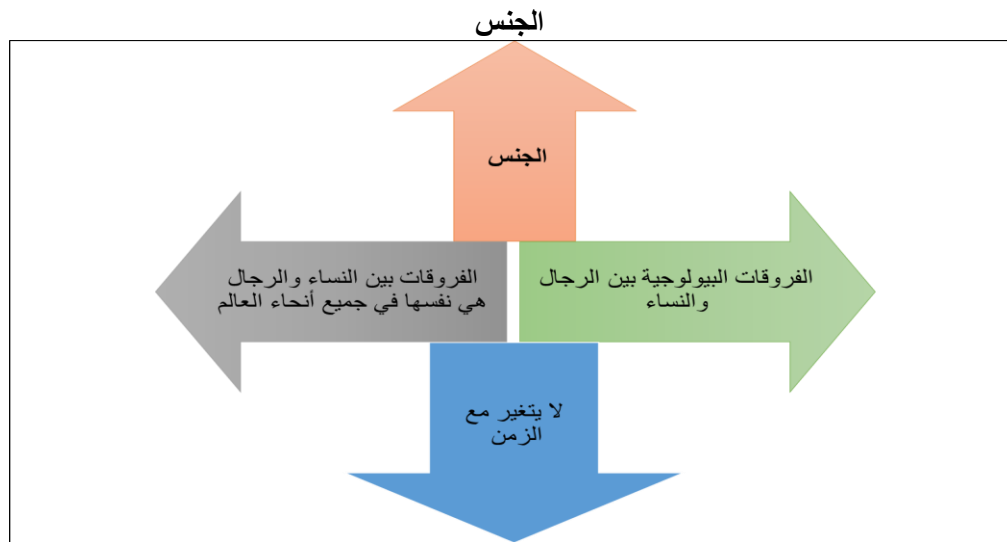 الجنس
الجنس
الفروقات البيولوجية بين الرجال
والنساء
الفروقات بين النساء والرجال
هي نفسها في جميع أنحاء العالم
لا يتغير مع
الزمن